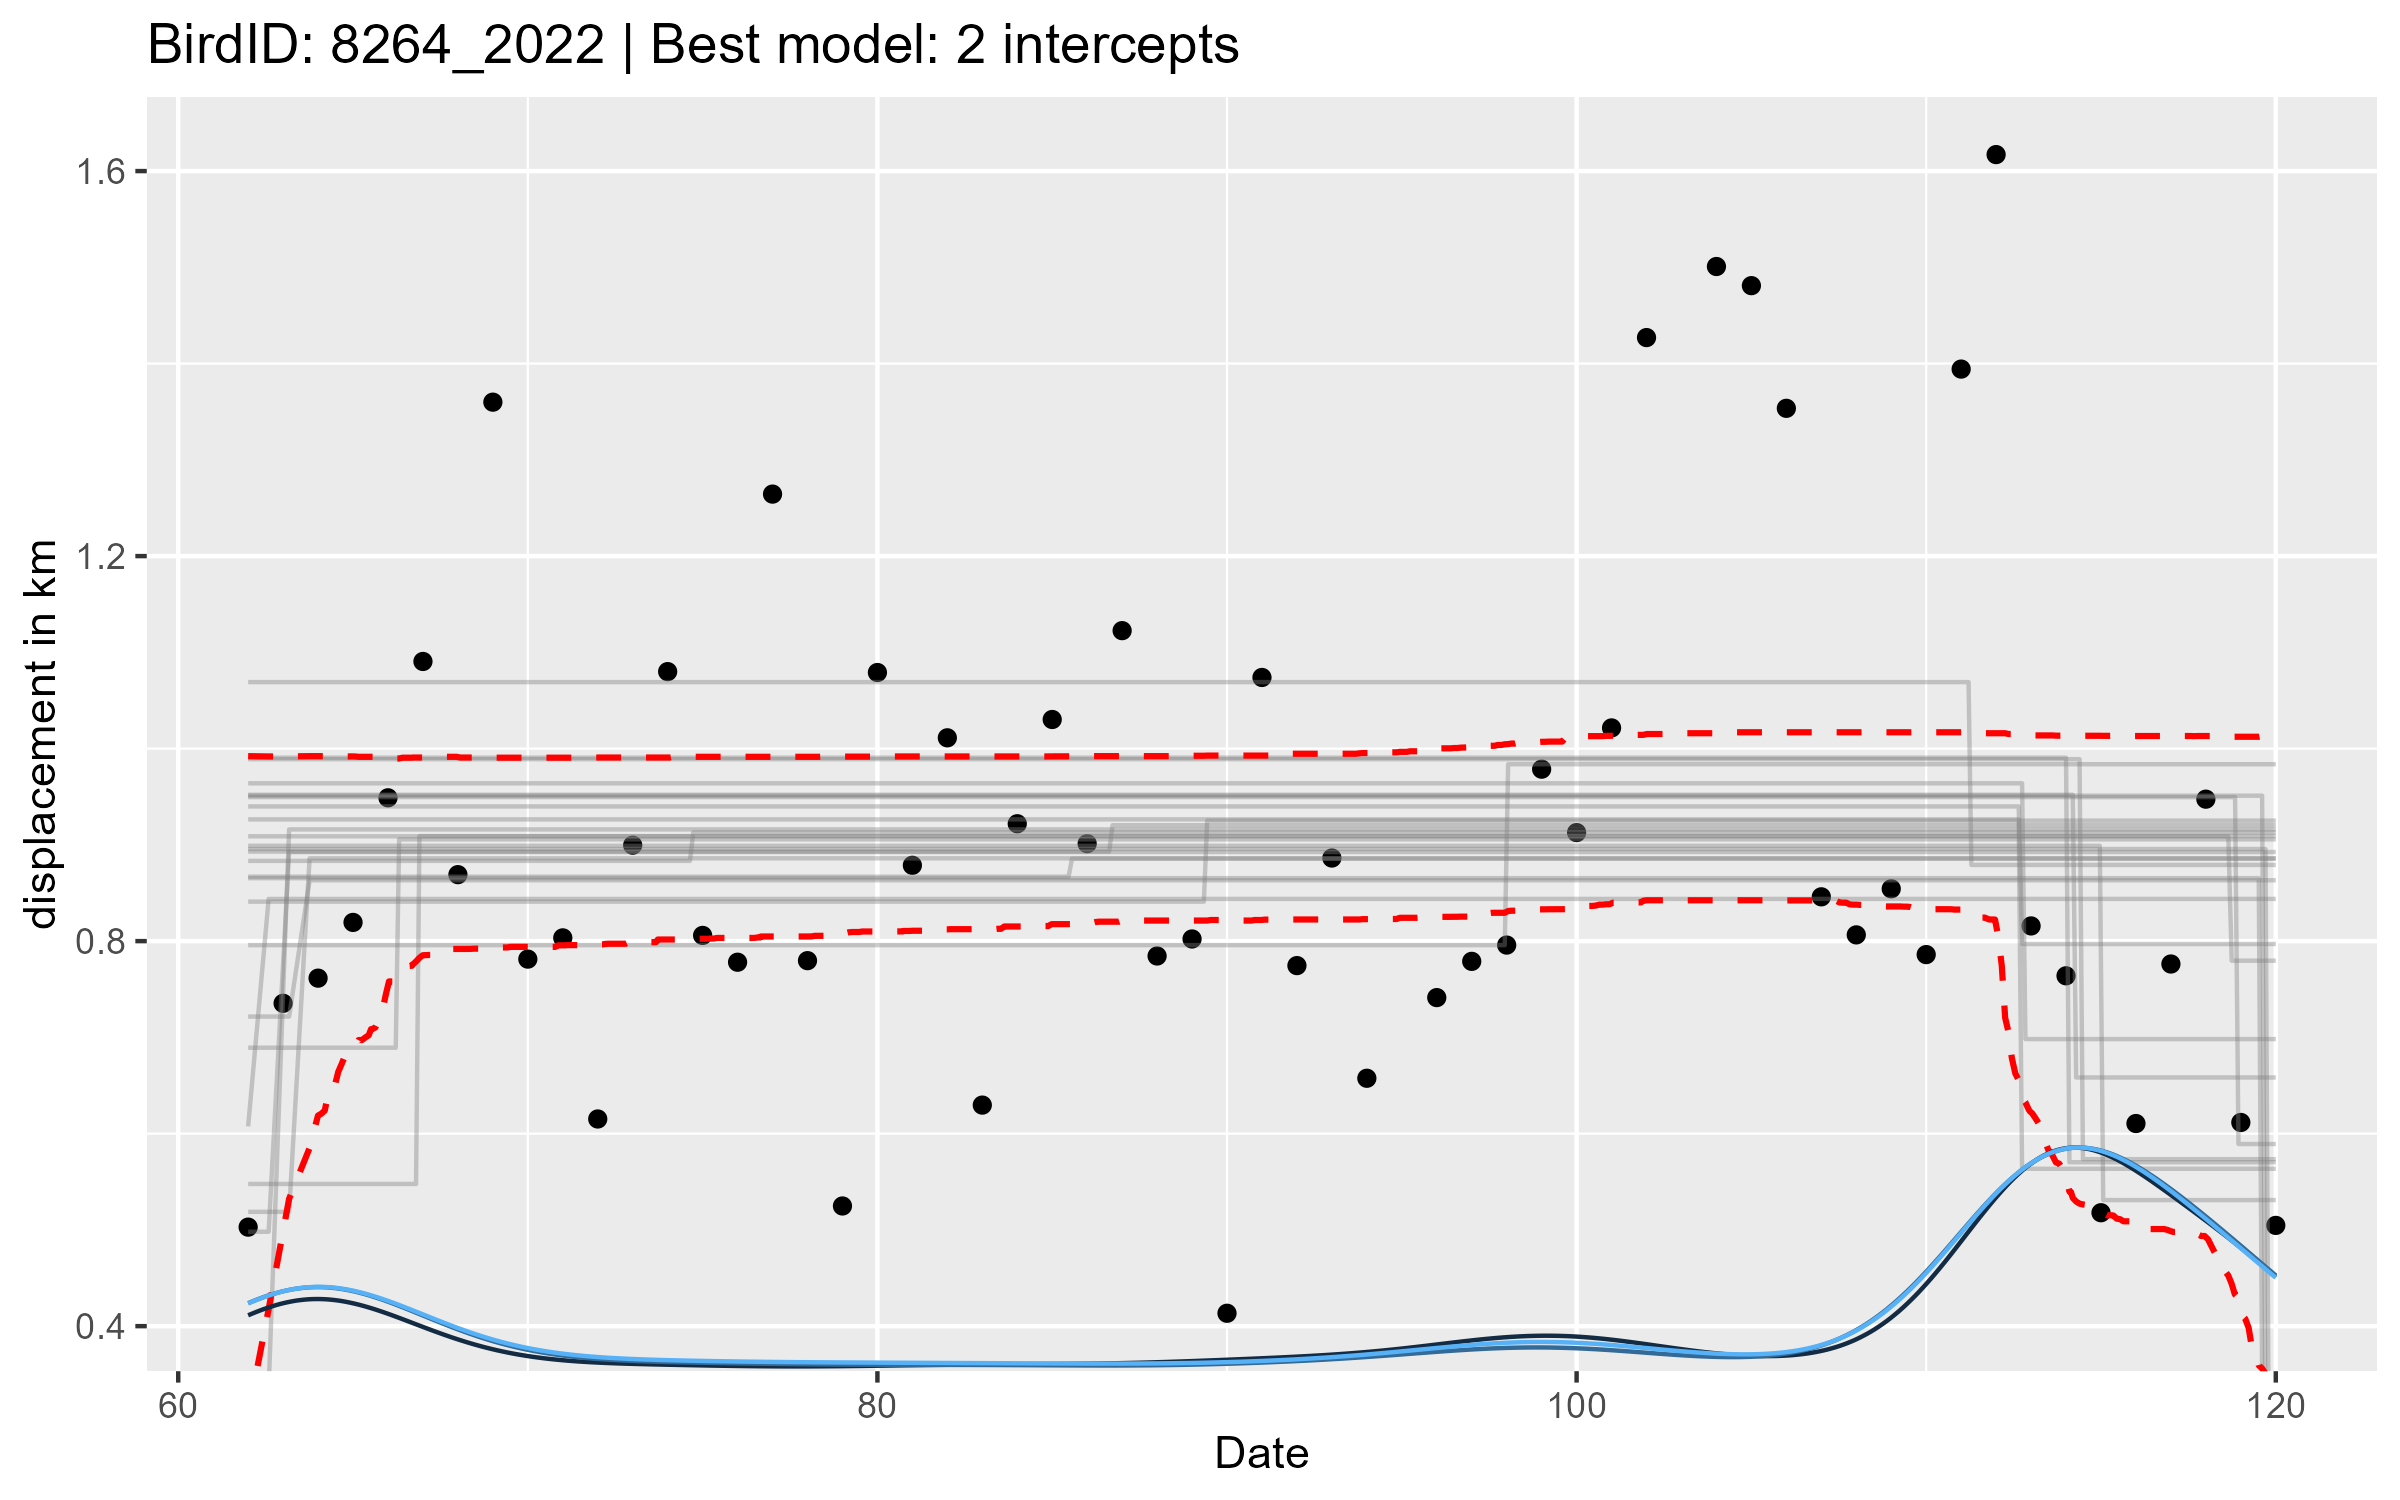 BirdID: 8264_2022 | Best model: 2 intercepts
displacement in km
1.6
1.2
0.8
0.4
60
80
100
120
Date